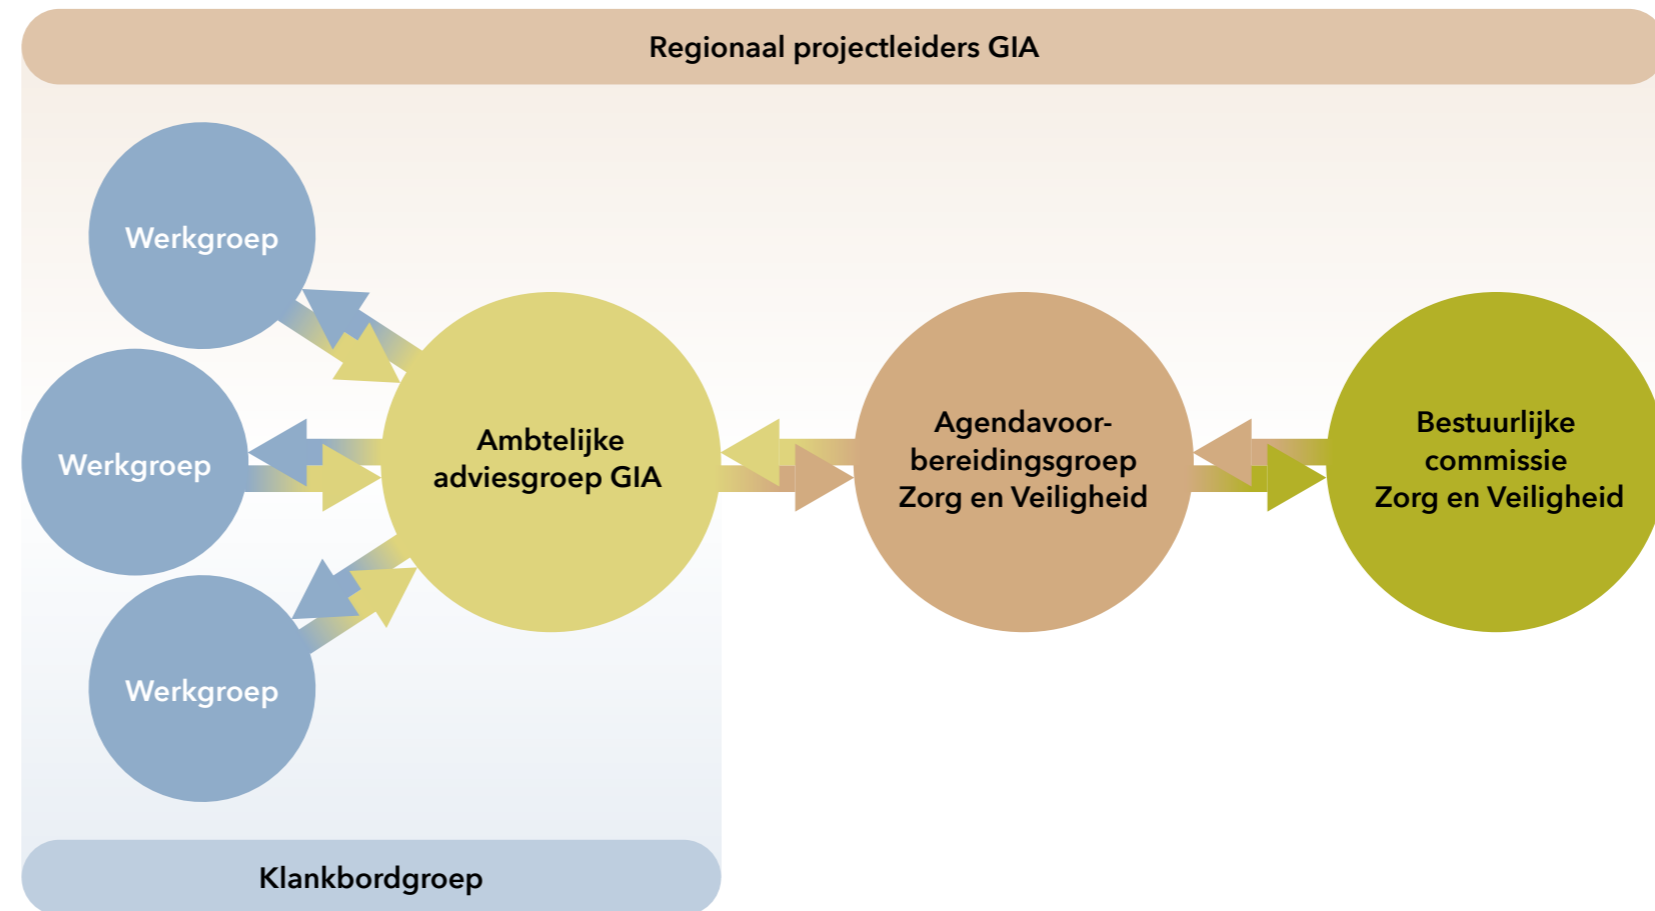 Regionaal projectleiders GIA
Werkgroep
Werkgroep
Werkgroep
Ambtelijke
adviesgroep GIA
Agendavoor-
bereidingsgroep
Zorg en Veiligheid
Bestuurlijke
commissie
Zorg en Veiligheid
Klankbordgroep